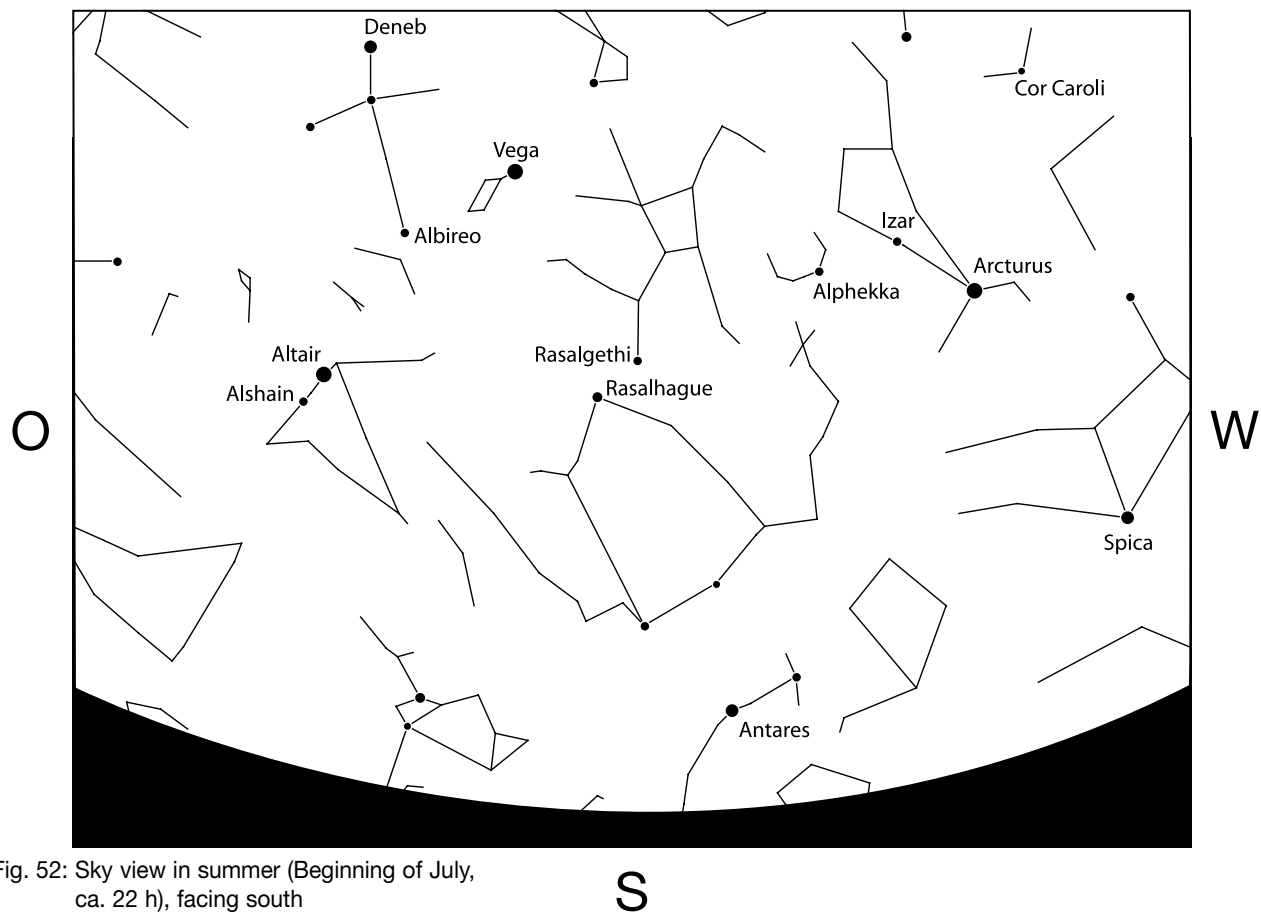 Deneb
Cor Caroli
Vega
Izar
Albireo
Arcturus
Alphekka
Altair
Rasalgethi
Alshain
Rasalhague
O
W
Spica
Antares
Fig. 52: Sky view in summer (Beginning of July,
ca. 22 h), facing south
S